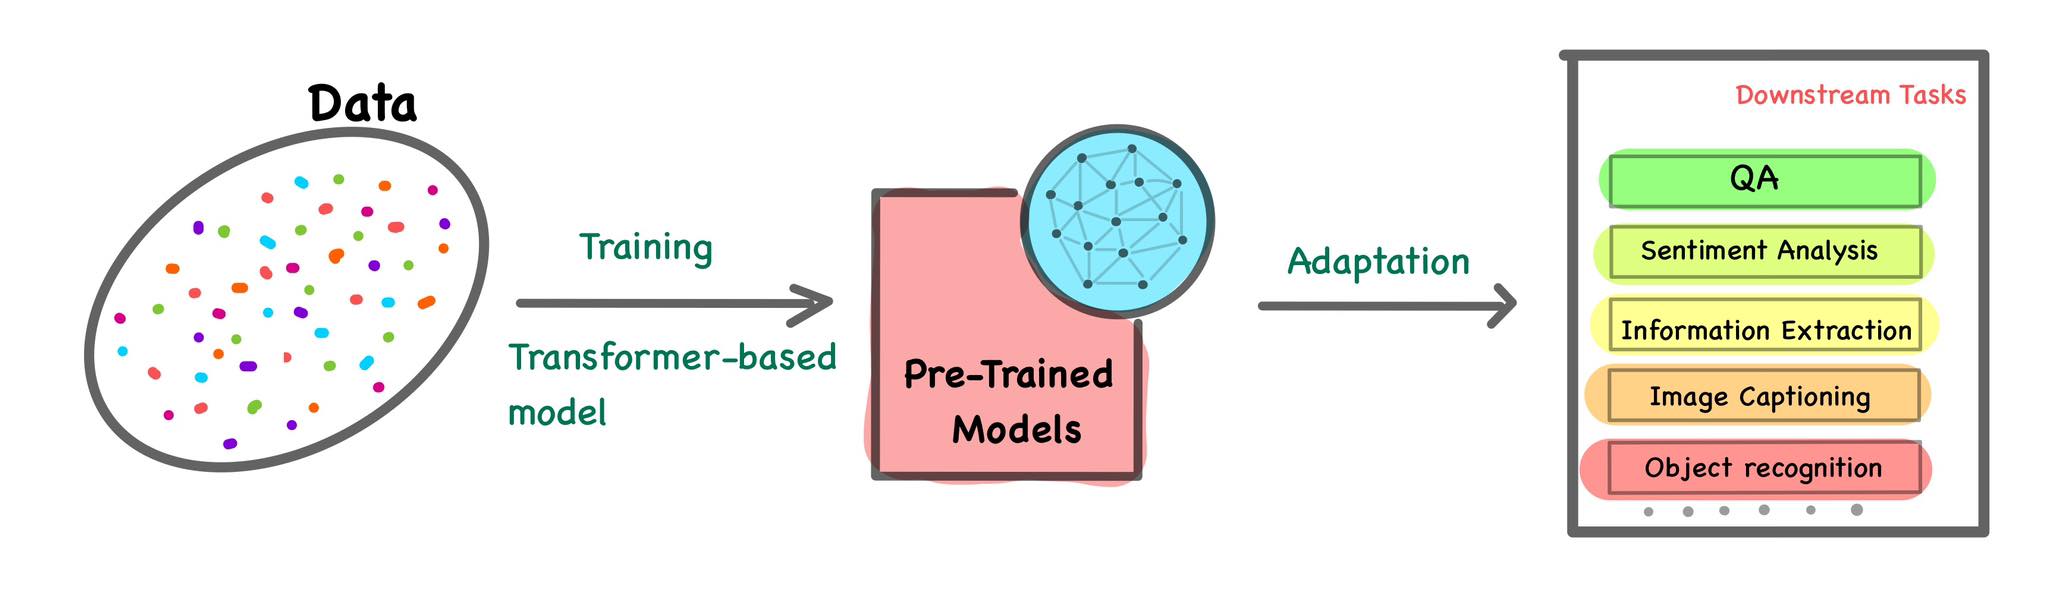 Data
Training
Transformer-based
model
Pre-Trained
Models
Adaptation
Downstream Tasks
QA
Sentiment Analysis
Information Extraction
Image Captioning
Object recognition